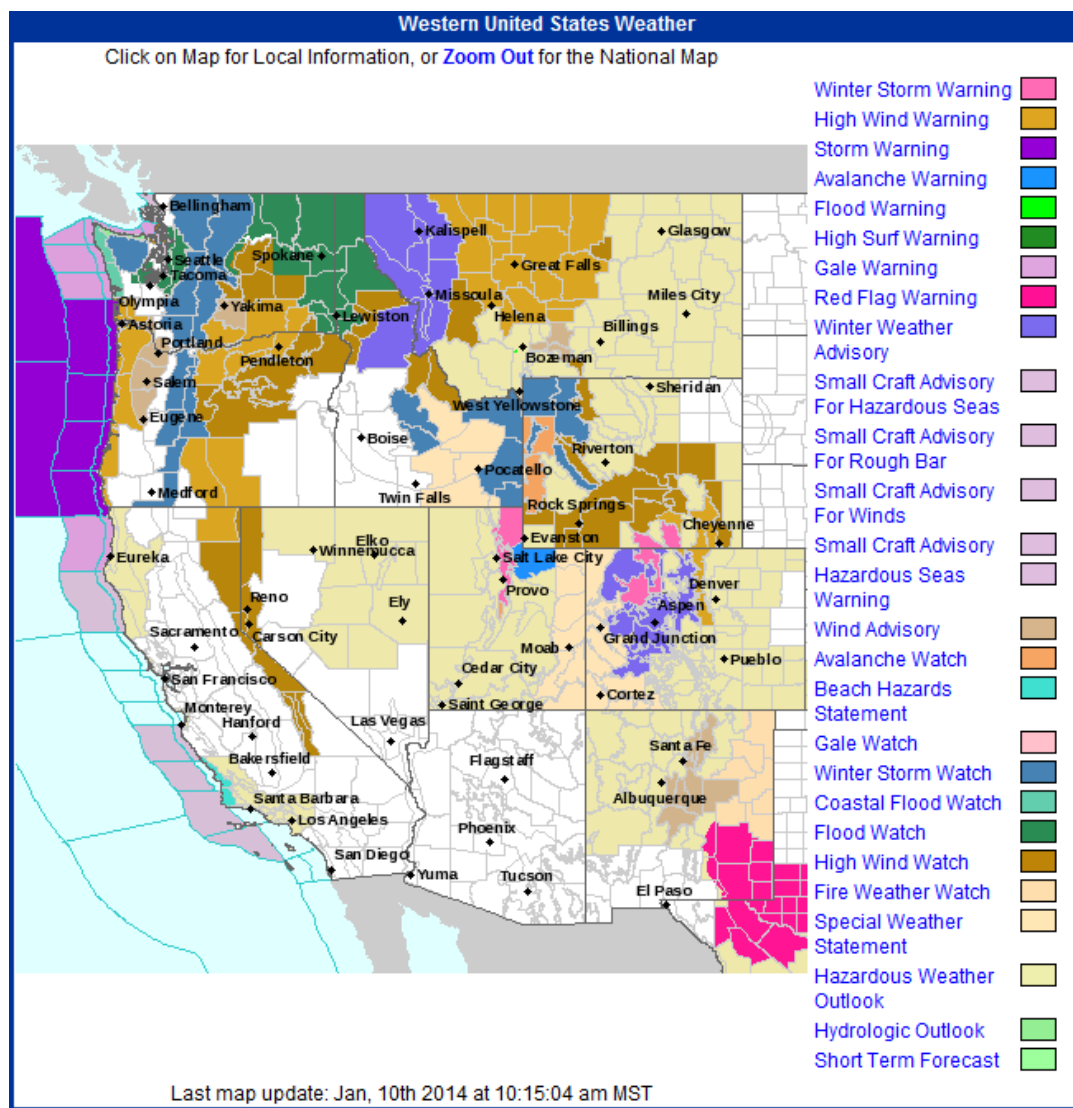 Western United States Weather
Click on Map for Local Information, or Zoom Out for the National Map
Winter Storm Warning
High Wind Warning
Storm Warning
Avalanche Warning
Flood Warning
High Surf Warning
Gale Warning
Red Flag Warning
Winter Weather
Advisory
Small Craft Advisory
For Hazardous Seas
Small Craft Advisory
For Rough Bar
Small Craft Advisory
For Winds
Small Craft Advisory
Hazardous Seas
Warning
Wind Advisory
Avalanche Watch
Beach Hazards
Statement
Gale Watch
Winter Storm Watch
Coastal Flood Watch
Flood Watch
High Wind Watch
Fire Weather Watch
Special Weather
Statement
Hazardous Weather
Outlook
Hydrologic Outlook
Short Term Forecast
Bellingham
Seattle
Tacoma
Olympia
Spokane
Yakima
Astoria
Portland
Pendleton
Lewiston
Salem
Eugene
Medford
Kalispell
Missoula
Great Falls
Helena
Glasgow
Miles City
Billings
Bozeman
West Yellowstone
Sheridan
Boise
Twin Falls
Pocatello
Riverton
Rock Springs
Cheyenne
Evanston
Eureka
Elko
Winnemucca
Salt Lake City
Provo
Reno
Carson City
Ely
Denver
Aspen
Grand Junction
Moab
Pueblo
Sacramento
San Francisco
Cedar City
Cortez
Saint George
Monterey
Hanford
Las Vegas
Bakersfield
Flagstaff
Santa Fe
Albuquerque
Santa Barbara
Los Angeles
Phoenix
San Diego
Yuma
Tucson
El Paso
Last map update: Jan, 10th 2014 at 10:15:04 am MST